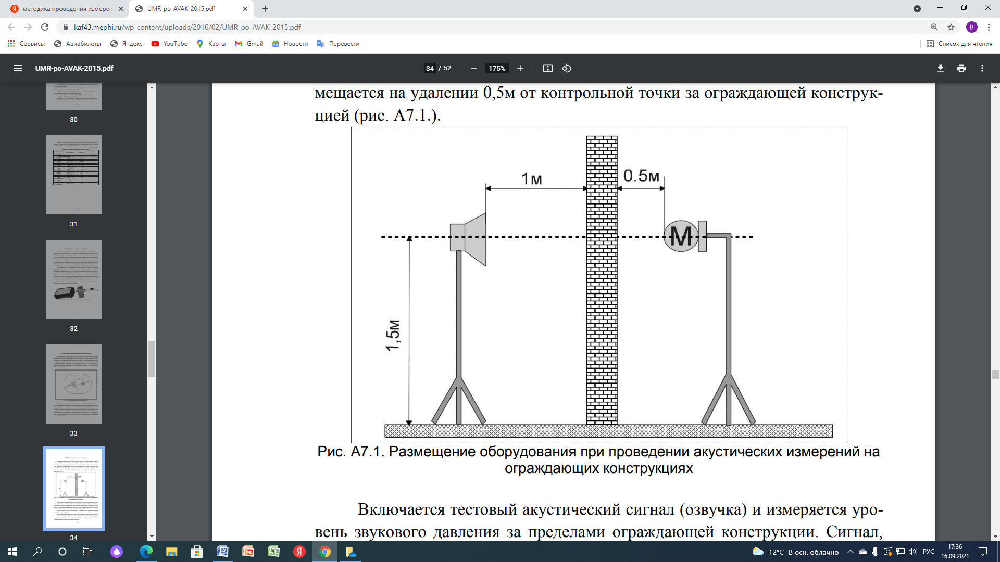 методика проведения измерен
UMR-po-AVAK-2015.pdf
kaf43.mephi.ru/wp-content/uploads/2016/02/UMR-po-AVAK-2015.pdf
В
Сервисы
Авиабилеты
Яндекс
YouTube
Карты
Gmail
Новости
Перевести
Список для чтения
UMR-po-AVAK-2015.pdf
34 / 52
175%
30
31
32
33
34
мещается на удалении 0,5м от контрольной точки за ограждающей конструк-
цией (рис. А7.1.).
1м
0.5м
М
1,5м
Рис. А7.1. Размещение оборудования при проведении акустических измерений на
ограждающих конструкциях
Включается тестовый акустический сигнал (озвучка) и измеряется уро-
вень звукового давления за пределами ограждающей конструкции. Сигнал,
12°C В осн. облачно
РУС
17:36
16.09.2021